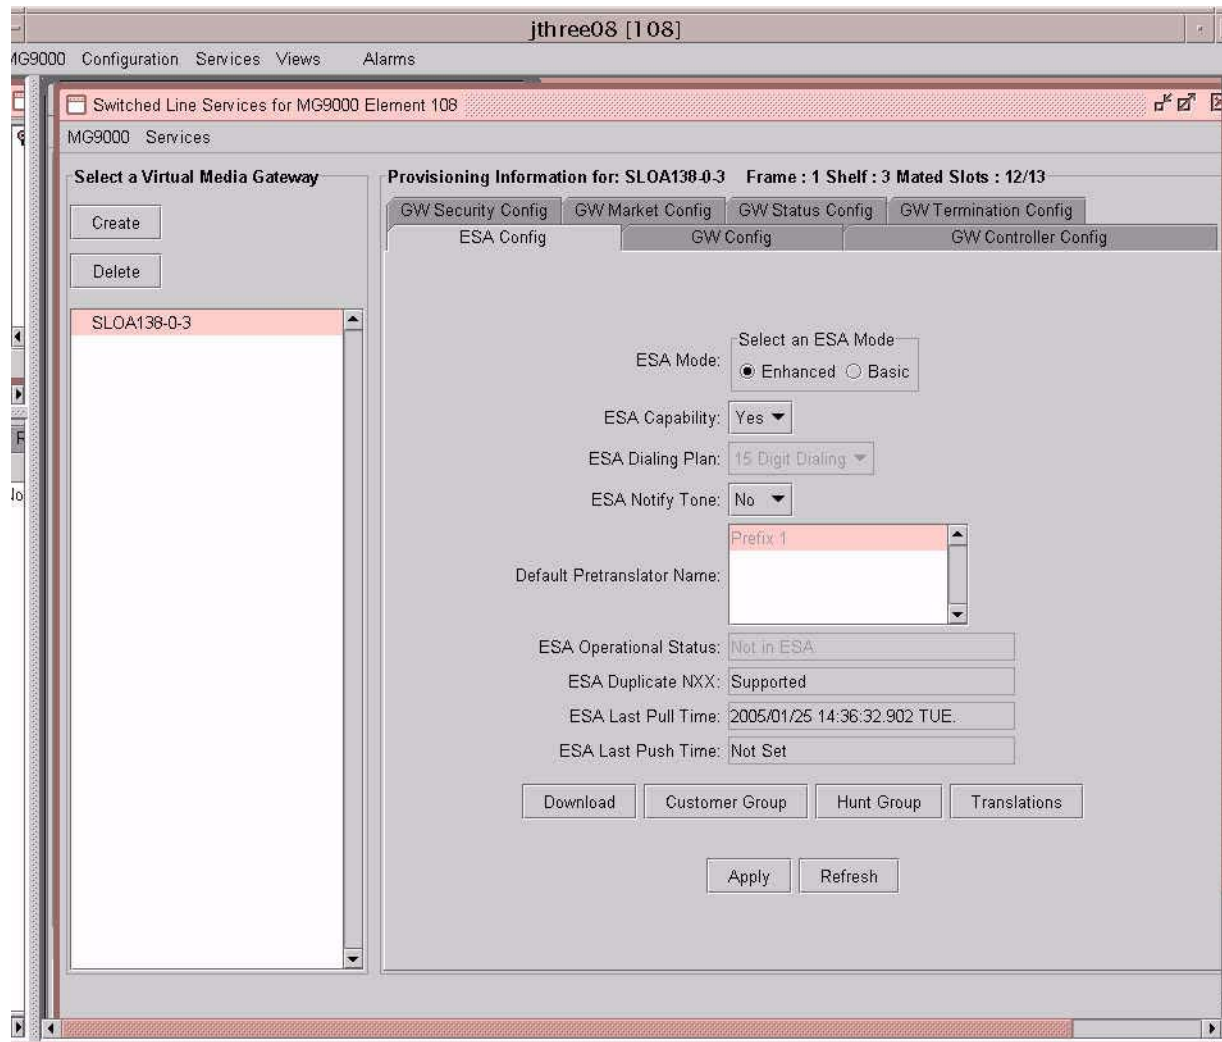 jthree08 [108]
MG9000 Configuration Services Views Alarms
Switched Line Services for MG9000 Element 108
MG9000 Services
Select a Virtual Media Gateway
Create
Delete
SLOA138-0-3
Provisioning Information for: SLOA138-0-3 Frame : 1 Shelf : 3 Mated Slots : 12/13
GW Security Config GW Market Config GW Status Config GW Termination Config
ESA Config GW Config GW Controller Config
Select an ESA Mode
ESA Mode: Enhanced Basic
ESA Capability: Yes
ESA Dialing Plan: 15 Digit Dialing
ESA Notify Tone: No
Prefix 1
Default Pretranslator Name:
ESA Operational Status: Not in ESA
ESA Duplicate NXX: Supported
ESA Last Pull Time: 2005/01/25 14:36:32.902 TUE.
ESA Last Push Time: Not Set
Download Customer Group Hunt Group Translations
Apply Refresh